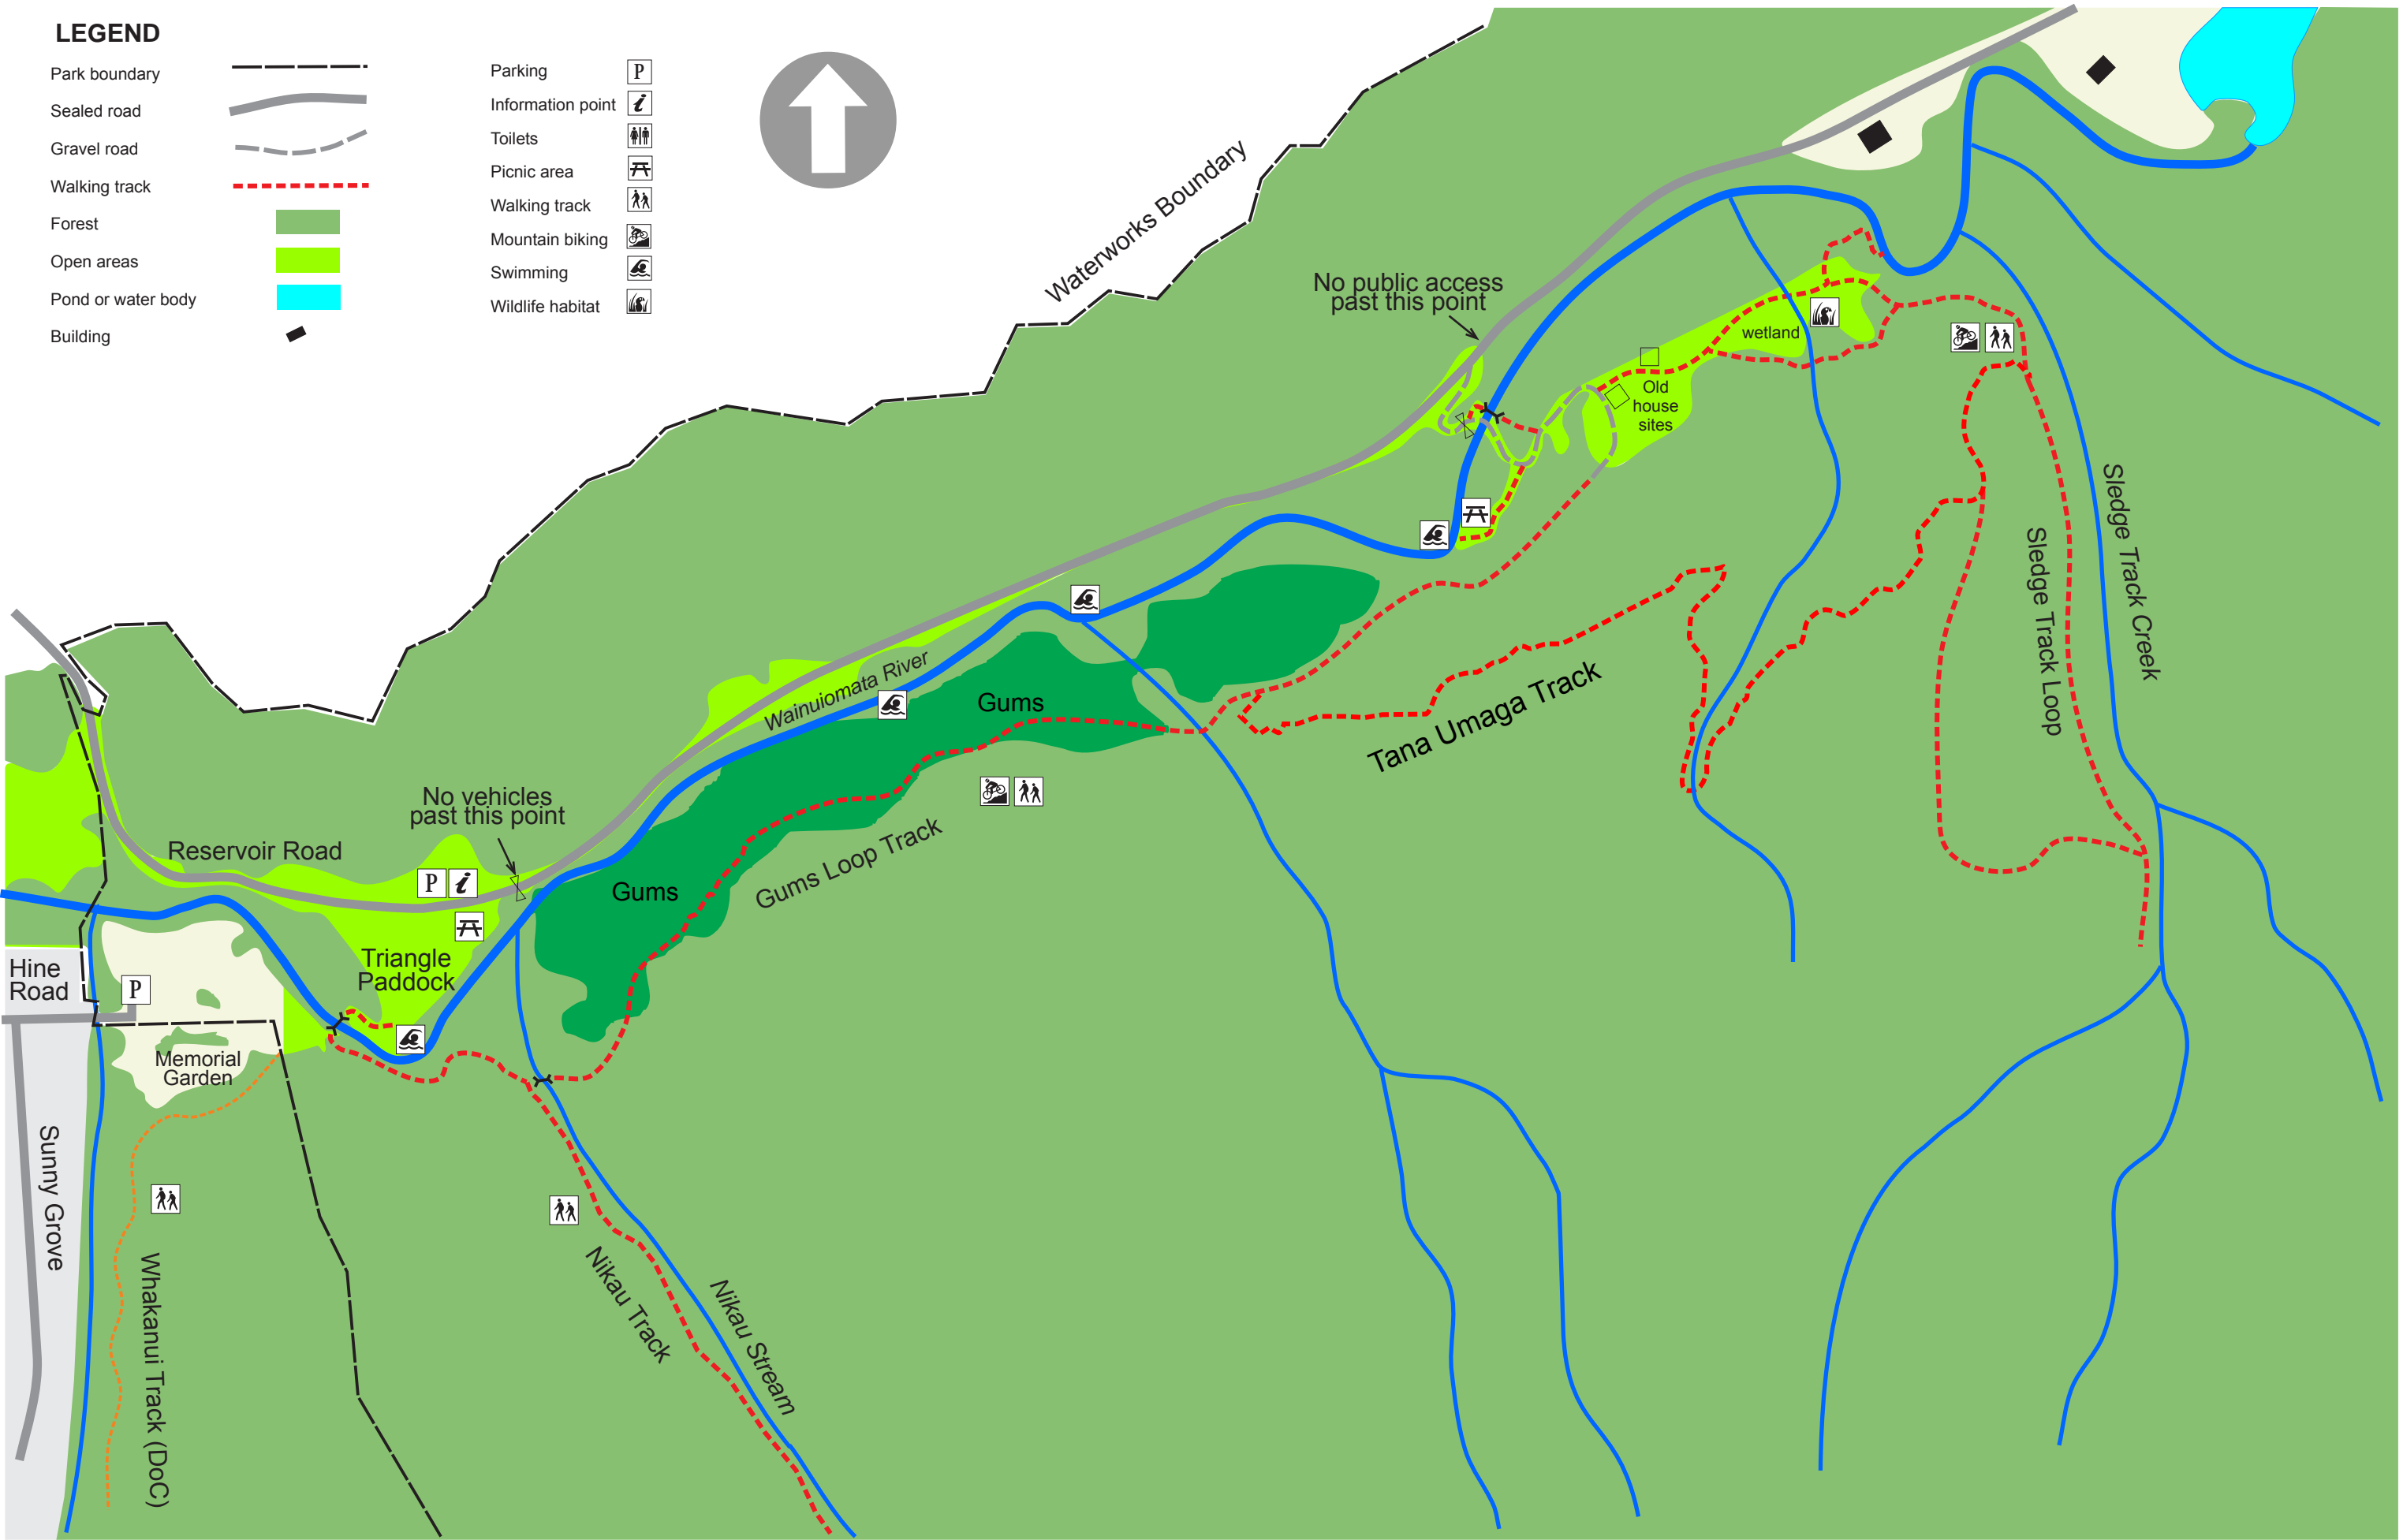 LEGEND
Park boundary
Sealed road
Gravel road
Walking track
Forest
Open areas
Pond or water body
Building
Parking
P
Information point
i
Toilets
Picnic area
Walking track
Mountain biking
Swimming
Wildlife habitat
Waterworks Boundary
No public access
past this point
wetland
Old
house
sites
Sledge Track Creek
Sledge Track Loop
Tana Umaga Track
Wainuiomata River
Gums
Gums Loop Track
No vehicles
past this point
Reservoir Road
P
i
Gums
Triangle
Paddock
Hine
Road
P
Memorial
Garden
Sunny Grove
Whakanui Track (DoC)
Nikau Track
Nikau Stream